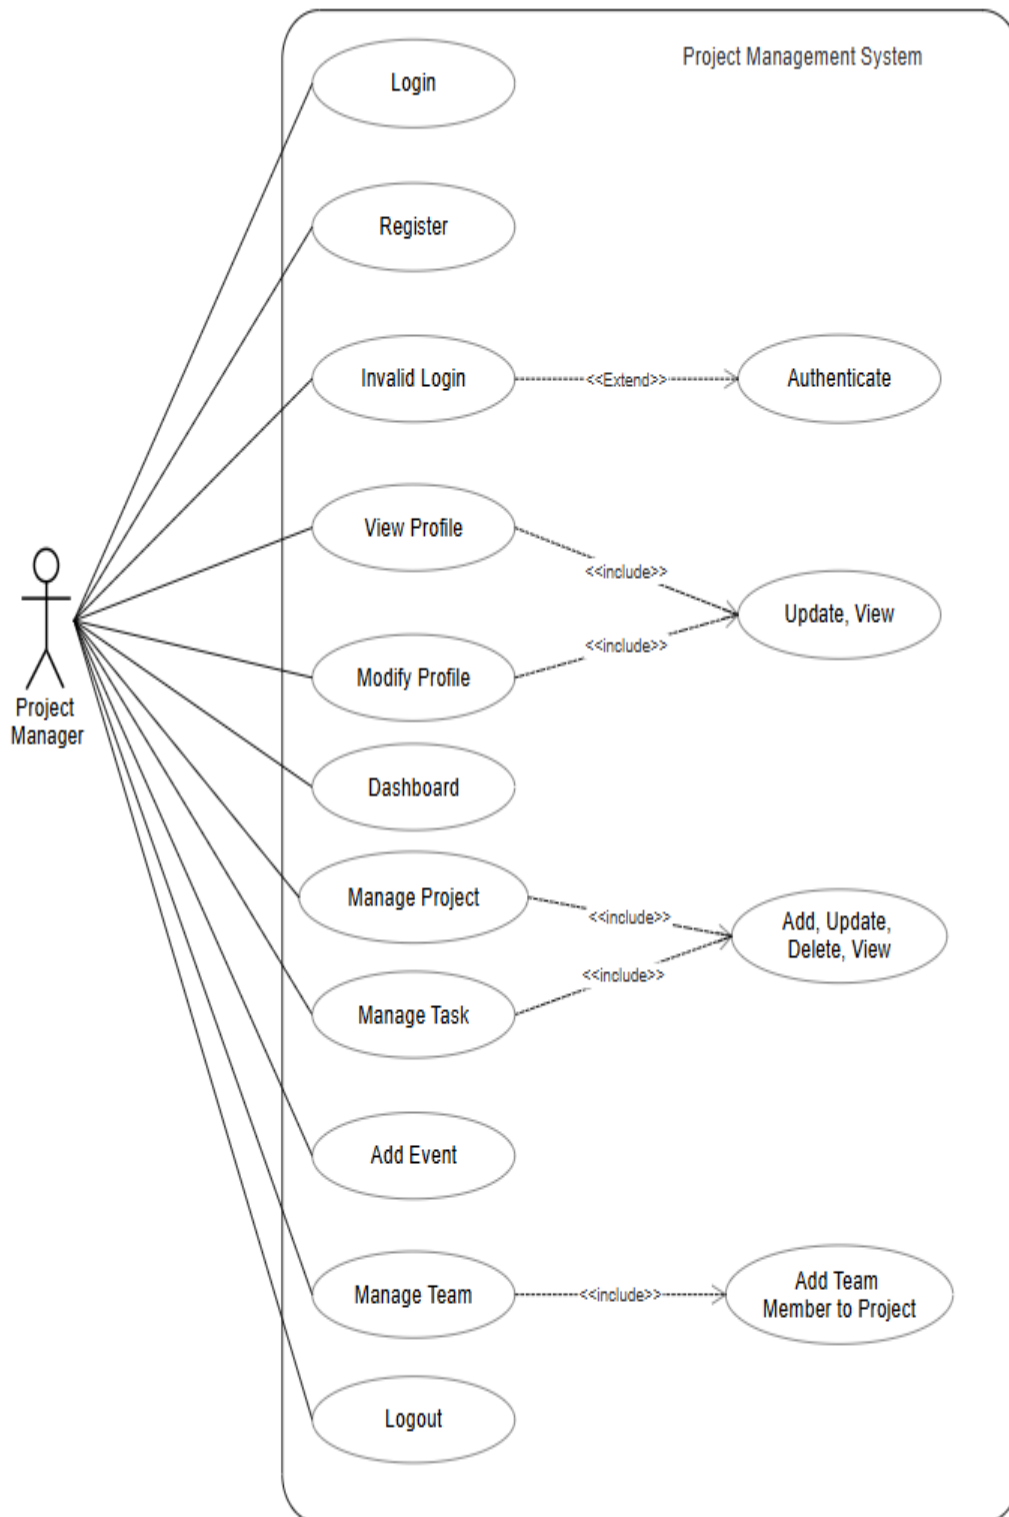 Project Management System
Login
Register
Invalid Login
<<Extend>>
Authenticate
View Profile
<<include>>
Update, View
<<include>>
Modify Profile
Project
Manager
Dashboard
Manage Project
<<include>>
Add, Update,
Delete, View
<<include>>
Manage Task
Add Event
Manage Team
<<include>>
Add Team
Member to Project
Logout